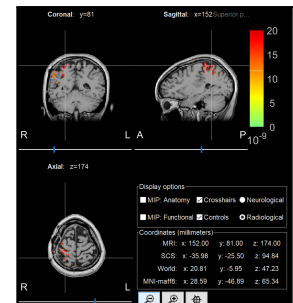 Coronal: y=81
Sagittal: x=152 Superior p...
20
15
10
5
0
10-9
R
L
A
P
Axial: z=174
R
L
Display options
MIP: Anatomy Crosshairs Neurological
MIP: Functional Controls Radiological
Coordinates (millimeters)
MRI: x: 152.00 y: 81.00 z: 174.00
SCS: x: -35.98 y: -25.50 z: 94.84
World: x: 20.81 y: -5.95 z: 47.23
MNI-maff8: x: 28.59 y: -46.89 z: 65.34